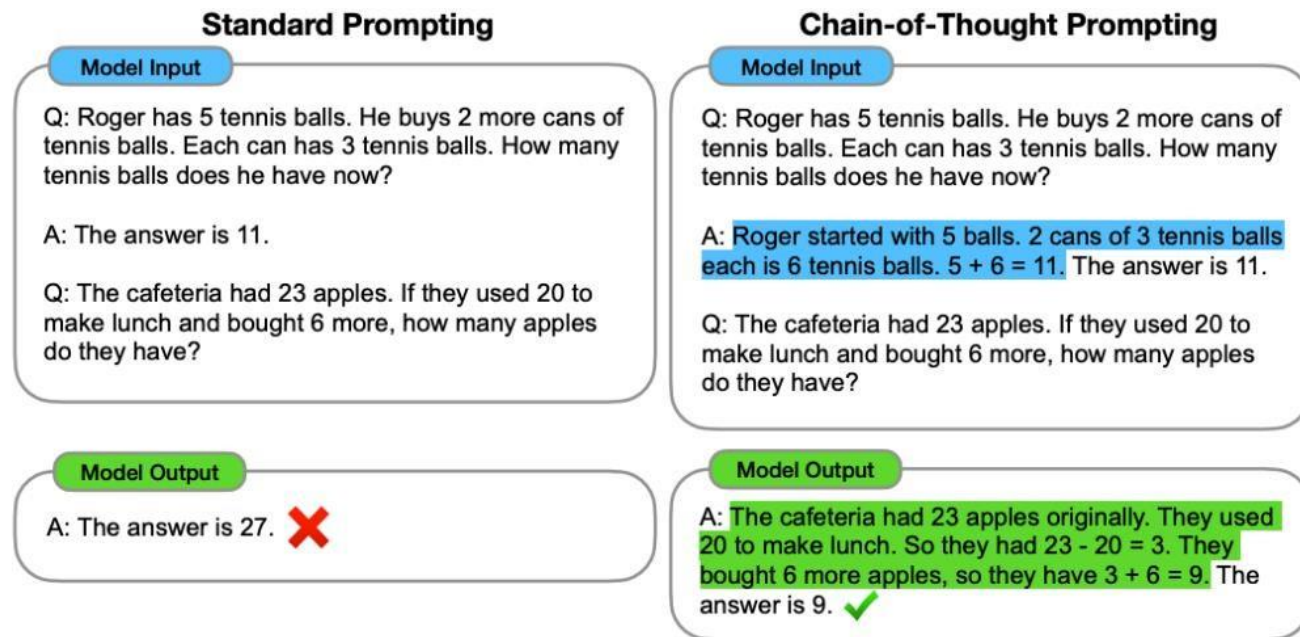 Standard Prompting
Model Input
Q: Roger has 5 tennis balls. He buys 2 more cans of
tennis balls. Each can has 3 tennis balls. How many
tennis balls does he have now?
A: The answer is 11.
Q: The cafeteria had 23 apples. If they used 20 to
make lunch and bought 6 more, how many apples
do they have?
Model Output
A: The answer is 27.
Chain-of-Thought Prompting
Model Input
Q: Roger has 5 tennis balls. He buys 2 more cans of
tennis balls. Each can has 3 tennis balls. How many
tennis balls does he have now?
A: Roger started with 5 balls. 2 cans of 3 tennis balls
each is 6 tennis balls. 5 + 6 = 11. The answer is 11.
Q: The cafeteria had 23 apples. If they used 20 to
make lunch and bought 6 more, how many apples
do they have?
Model Output
A: The cafeteria had 23 apples originally. They used
20 to make lunch. So they had 23 - 20 = 3. They
bought 6 more apples, so they have 3 + 6 = 9. The
answer is 9.